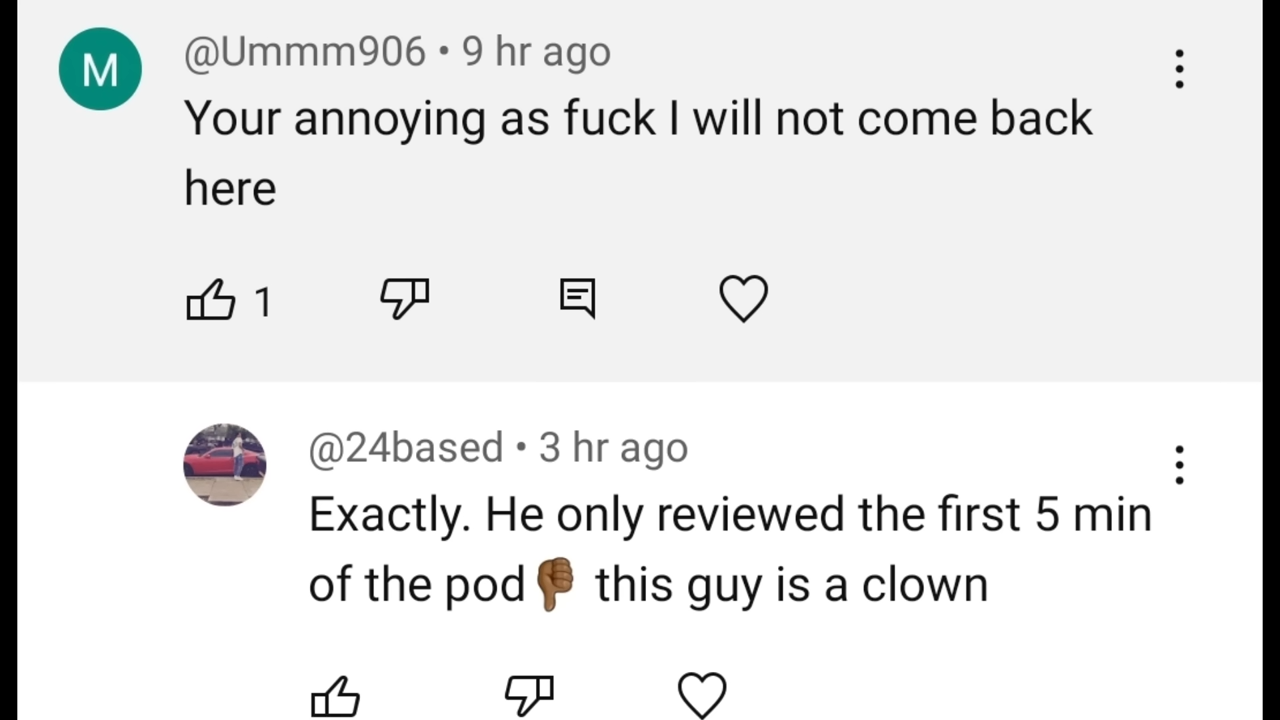 M
@Ummm906 • 9 hr ago
Your annoying as fuck I will not come back
here
1
@24based • 3 hr ago
Exactly. He only reviewed the first 5 min
of the pod👎🏾 this guy is a clown